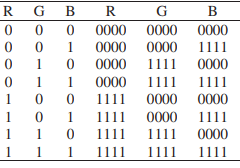 R G B R G B
0 0 0 0000 0000 0000
0 0 1 0000 0000 1111
0 1 0 0000 1111 0000
0 1 1 0000 1111 1111
1 0 0 1111 0000 0000
1 0 1 1111 0000 1111
1 1 0 1111 1111 0000
1 1 1 1111 1111 1111